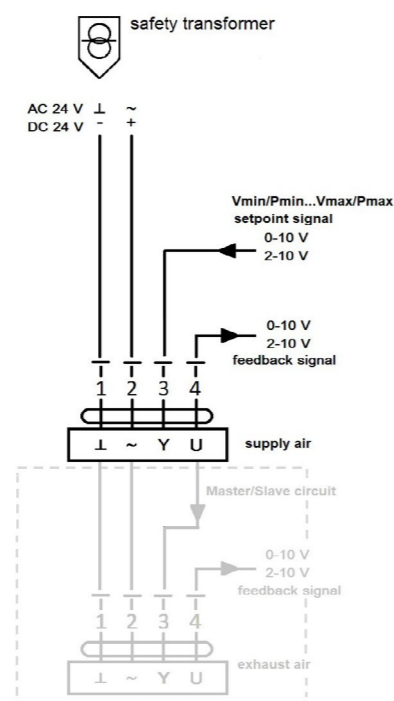 safety transformer
AC 24 V ⊥ ~
DC 24 V - +
Vmin/Pmin...Vmax/Pmax
setpoint signal
0-10 V
2-10 V
0-10 V
2-10 V
feedback signal
1 2 3 4
⊥ ~ Y U
supply air
Master/Slave circuit
0-10 V
2-10 V
feedback signal
1 2 3 4
⊥ ~ Y U
exhaust air